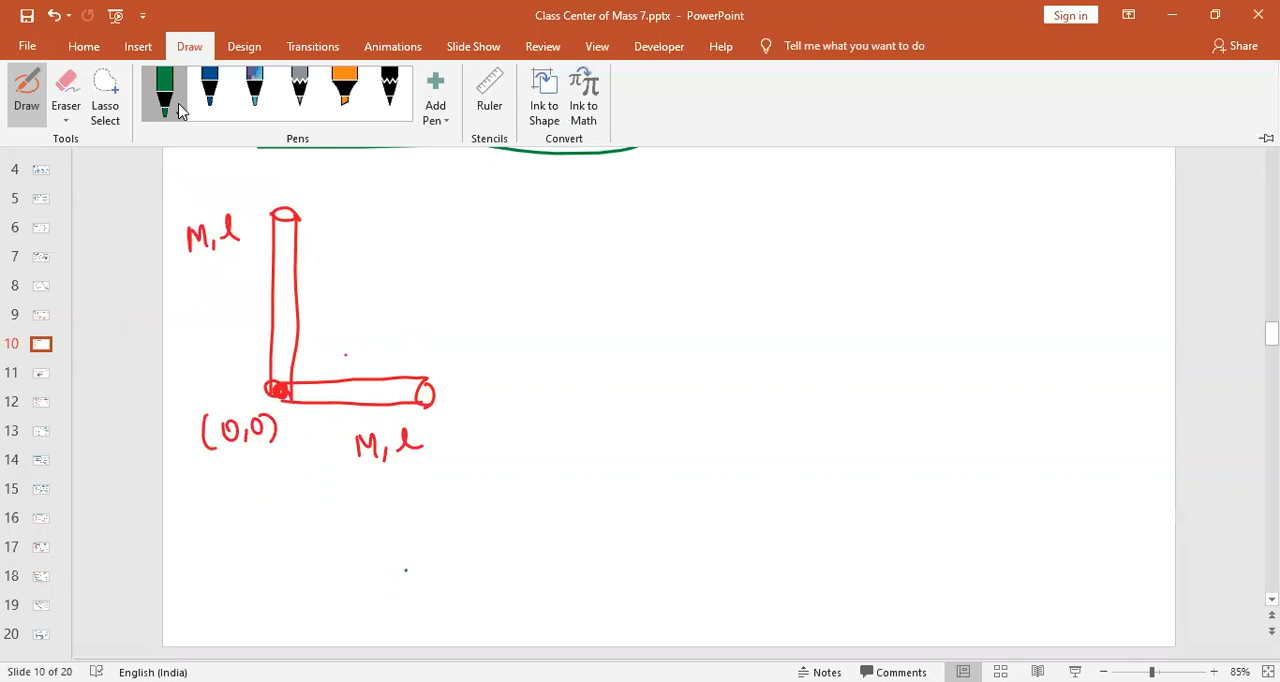 Class Center of Mass 7.pptx - PowerPoint
Sign in
File Home Insert Draw Design Transitions Animations Slide Show Review View Developer Help Tell me what you want to do Share
Draw Eraser Lasso Select Add Pen Ruler Ink to Shape Ink to Math
Tools Pens Stencils Convert
4
5
6
7
8
9
10
11
12
13
14
15
16
17
18
19
20
M, l
(0,0)
M, l
Slide 10 of 20 English (India) Notes Comments 85%